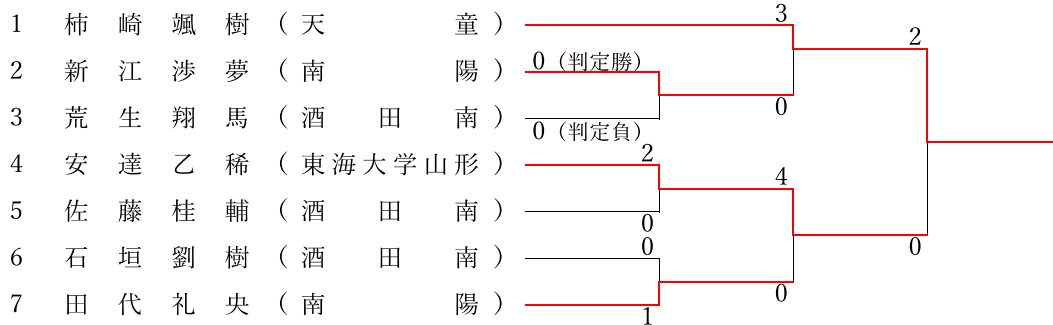 1 柿崎颯樹(天童) 3
2
2 新江渉夢(南陽) 0(判定勝)
0
3 荒生翔馬(酒田南) 0(判定負)
4 安達乙稀(東海大学山形) 2
4
5 佐藤桂輔(酒田南) 0
0
6 石垣劉樹(酒田南) 0
0
7 田代礼央(南陽) 1